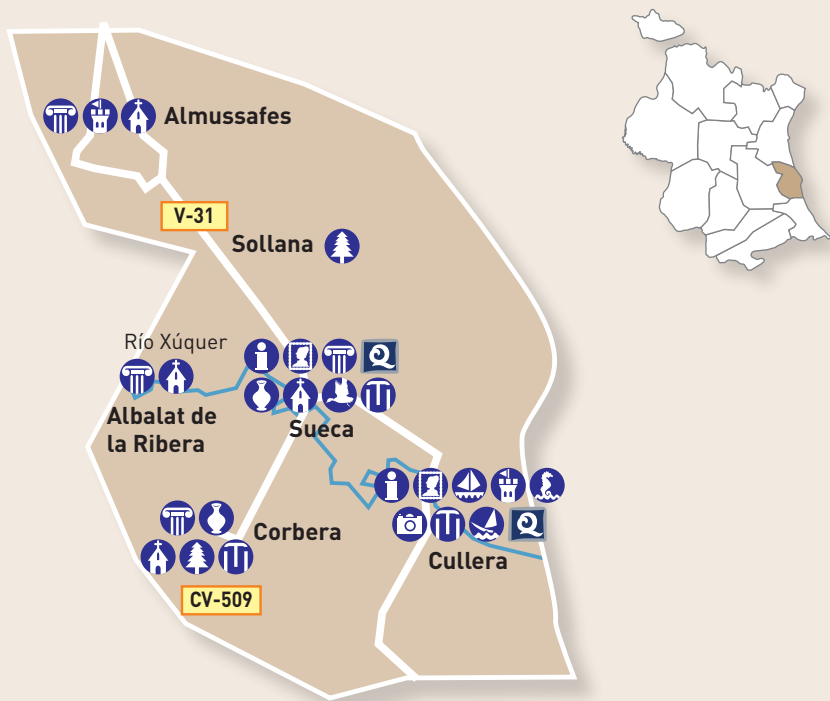 Almussafes
V-31
Sollana
Río Xúquer
Q
Albalat de
la Ribera
Sueca
Corbera
Q
Cullera
CV-509